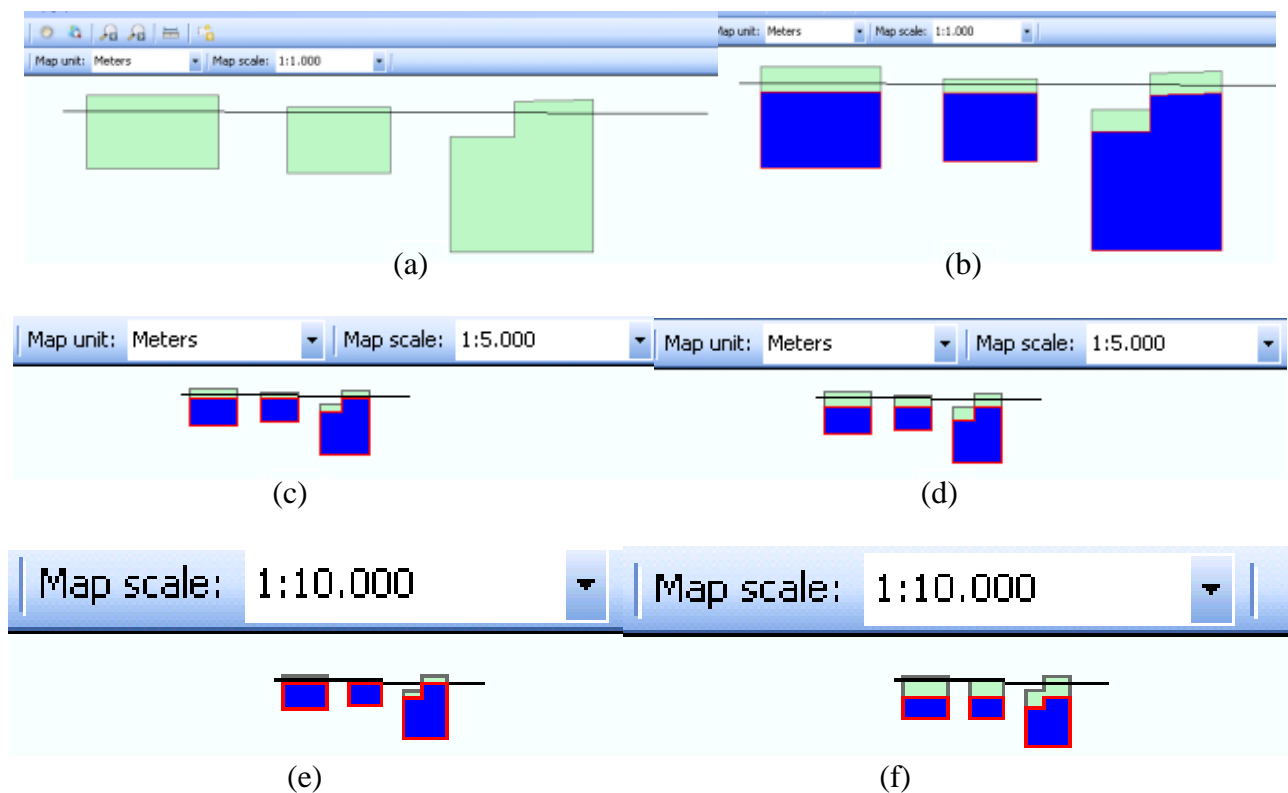 Map unit: Meters Map scale: 1:1.000
Map unit: Meters Map scale: 1:1.000
(a)
(b)
Map unit: Meters Map scale: 1:5.000
Map unit: Meters Map scale: 1:5.000
(c)
(d)
Map scale: 1:10.000
Map scale: 1:10.000
(e)
(f)